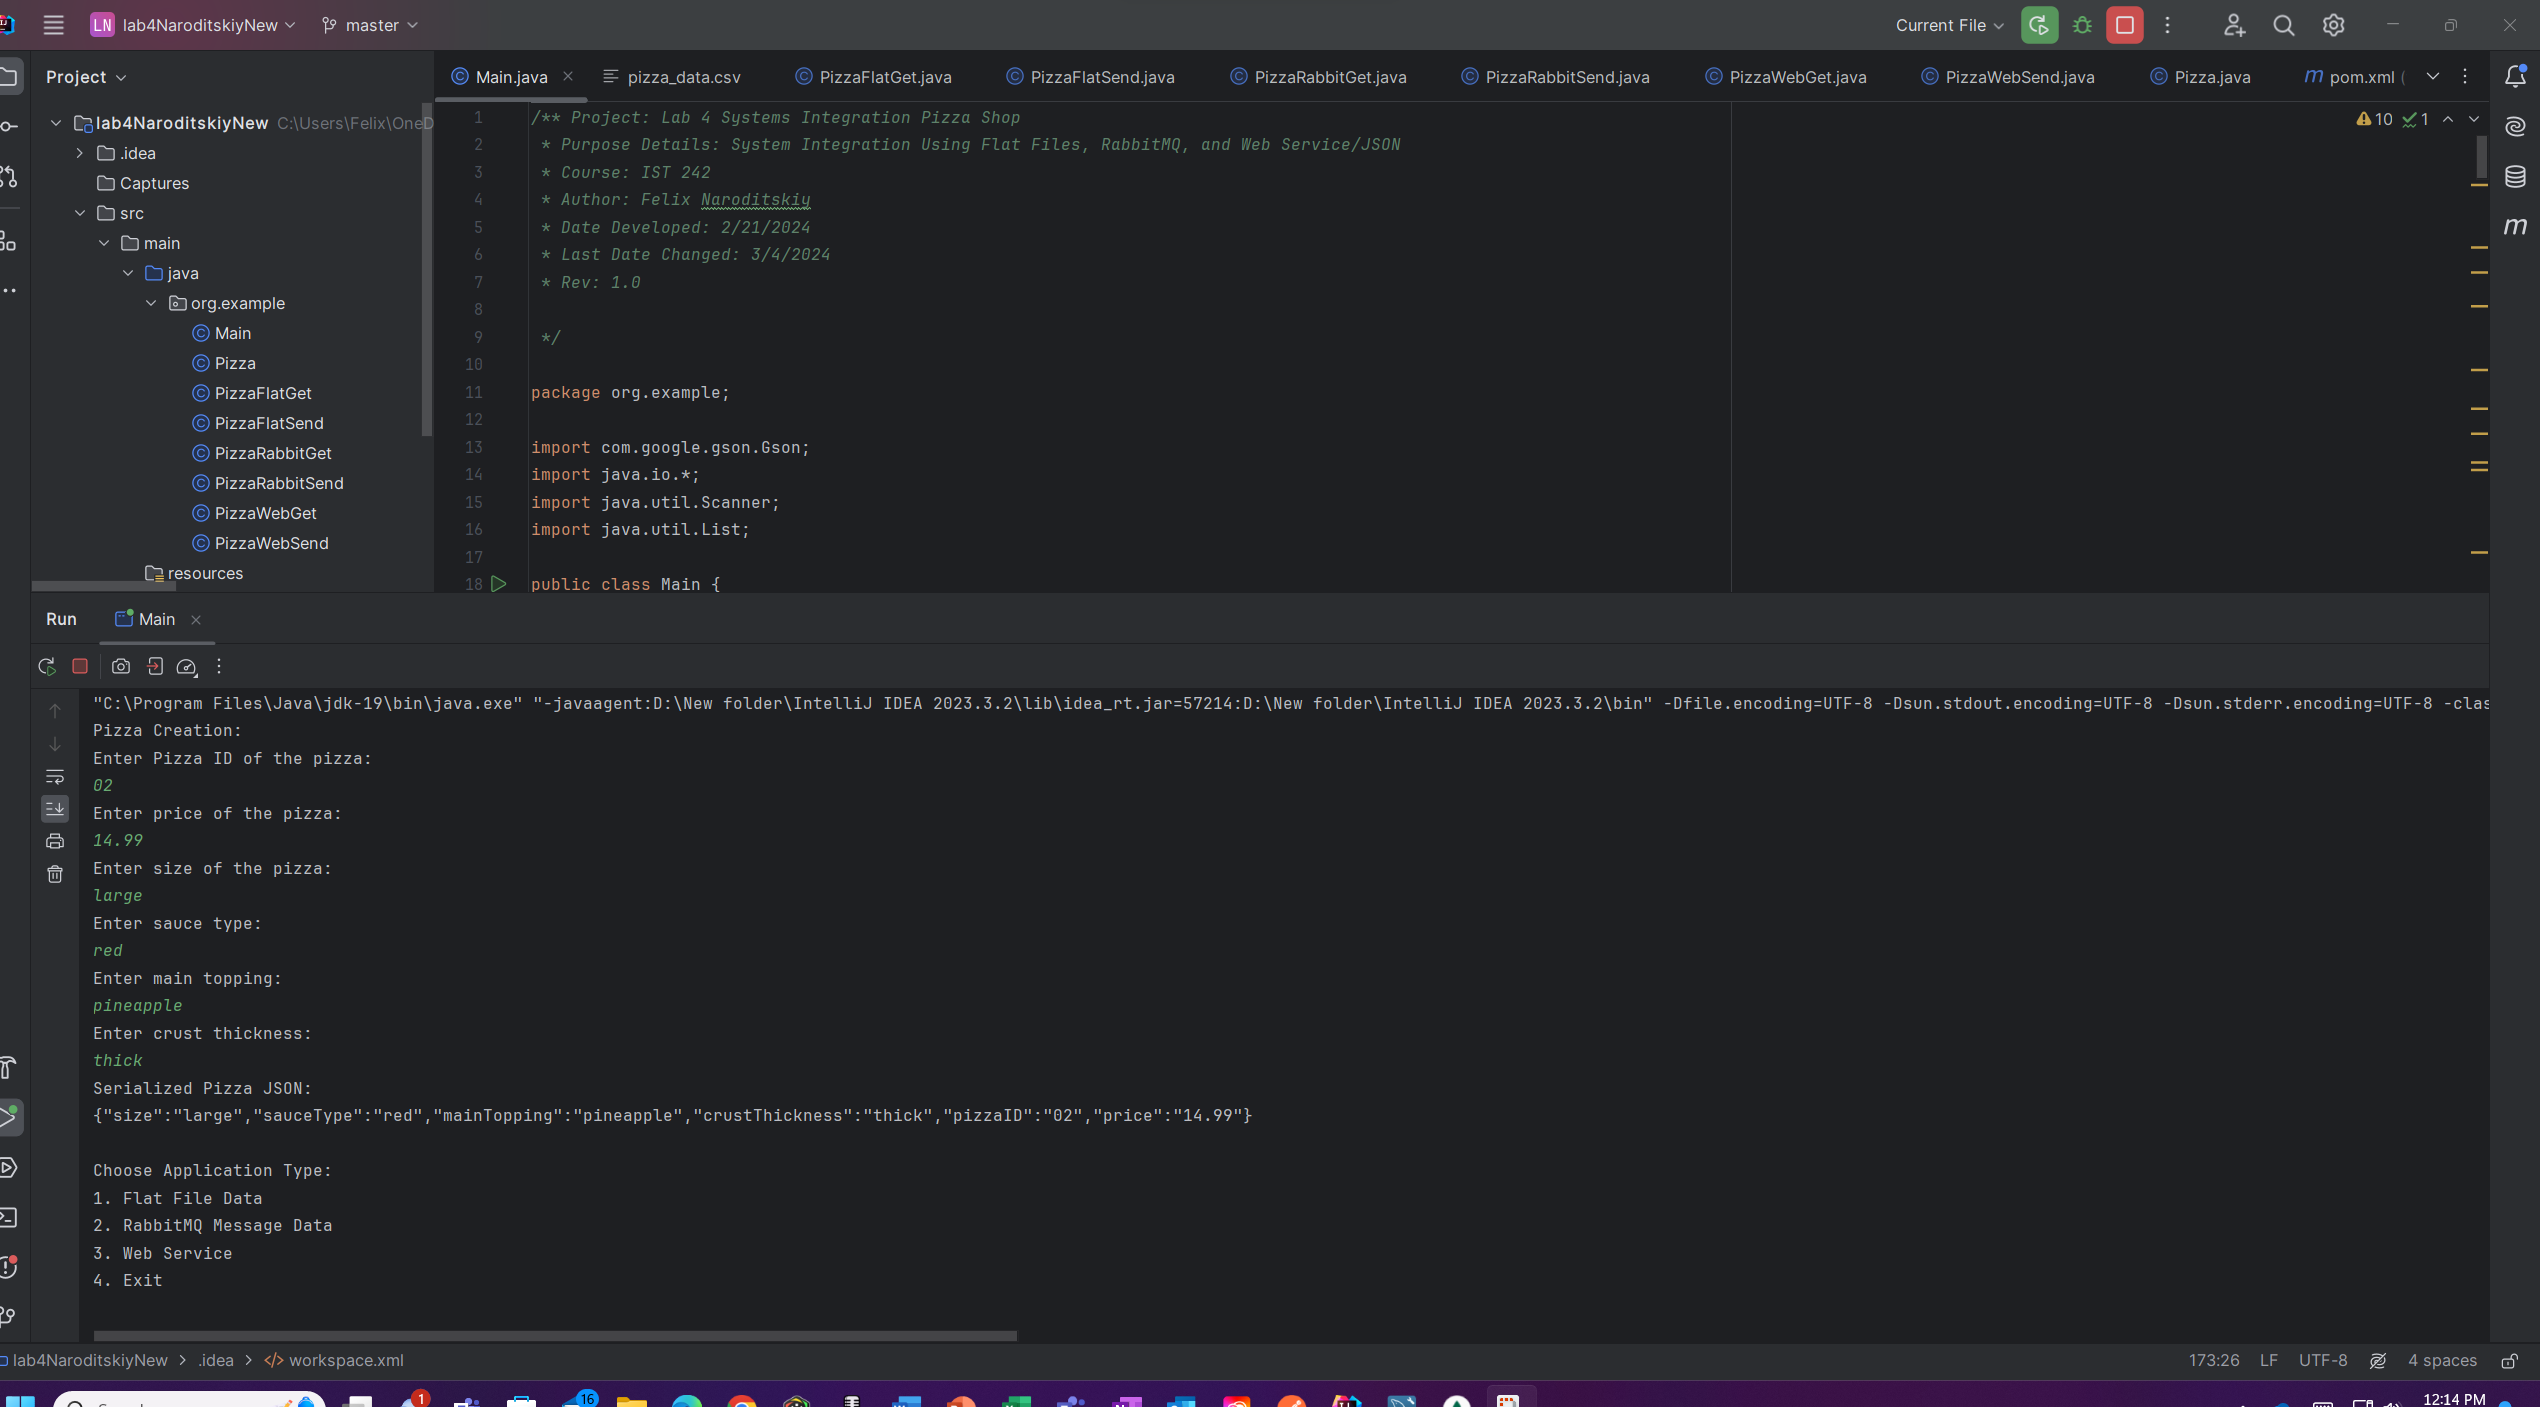 LN lab4NaroditskiyNew master Current File
Project
Main.java pizza_data.csv PizzaFlatGet.java PizzaFlatSend.java PizzaRabbitGet.java PizzaRabbitSend.java PizzaWebGet.java PizzaWebSend.java Pizza.java m pom.xml (
lab4NaroditskiyNew C:\Users\Felix\OneD
.idea
Captures
src
main
java
org.example
Main
Pizza
PizzaFlatGet
PizzaFlatSend
PizzaRabbitGet
PizzaRabbitSend
PizzaWebGet
PizzaWebSend
resources
10 1
m
1 /** Project: Lab 4 Systems Integration Pizza Shop
2 * Purpose Details: System Integration Using Flat Files, RabbitMQ, and Web Service/JSON
3 * Course: IST 242
4 * Author: Felix Naroditskiy
5 * Date Developed: 2/21/2024
6 * Last Date Changed: 3/4/2024
7 * Rev: 1.0
8
9 */
10
11 package org.example;
12
13 import com.google.gson.Gson;
14 import java.io.*;
15 import java.util.Scanner;
16 import java.util.List;
17
18 public class Main {
Run Main
"C:\Program Files\Java\jdk-19\bin\java.exe" "-javaagent:D:\New folder\IntelliJ IDEA 2023.3.2\lib\idea_rt.jar=57214:D:\New folder\IntelliJ IDEA 2023.3.2\bin" -Dfile.encoding=UTF-8 -Dsun.stdout.encoding=UTF-8 -Dsun.stderr.encoding=UTF-8 -clas
Pizza Creation:
Enter Pizza ID of the pizza:
02
Enter price of the pizza:
14.99
Enter size of the pizza:
large
Enter sauce type:
red
Enter main topping:
pineapple
Enter crust thickness:
thick
Serialized Pizza JSON:
{"size":"large","sauceType":"red","mainTopping":"pineapple","crustThickness":"thick","pizzaID":"02","price":"14.99"}
Choose Application Type:
1. Flat File Data
2. RabbitMQ Message Data
3. Web Service
4. Exit
lab4NaroditskiyNew > .idea > </> workspace.xml 173:26 LF UTF-8 4 spaces
1 16 12:14 PM